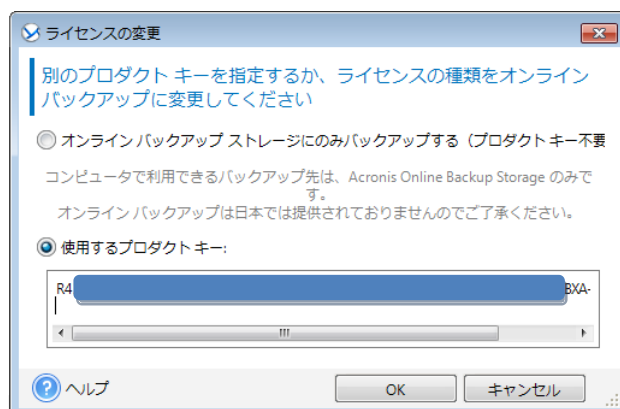 ライセンスの変更
別のプロダクト キーを指定するか、ライセンスの種類をオンライン
バックアップに変更してください
オンライン バックアップ ストレージにのみバックアップする（プロダクト キー不要
コンピュータで利用できるバックアップ先は、Acronis Online Backup Storage のみで
す。
オンライン バックアップは日本では提供されておりませんのでご了承ください。
使用するプロダクト キー:
R4 BXA-
ヘルプ
OK
キャンセル